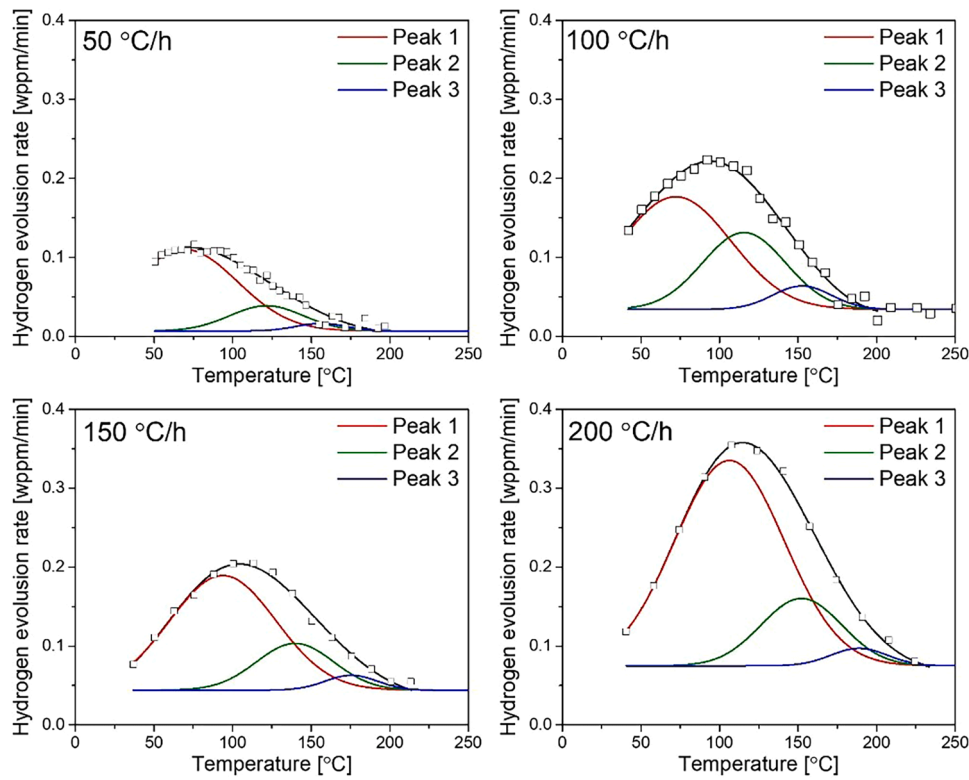 50 °C/h
Peak 1
Peak 2
Peak 3
Hydrogen evolusion rate [wppm/min]
0.4
0.3
0.2
0.1
0.0
0 50 100 150 200 250
Temperature [°C]
100 °C/h
Peak 1
Peak 2
Peak 3
Hydrogen evolusion rate [wppm/min]
0.4
0.3
0.2
0.1
0.0
0 50 100 150 200 250
Temperature [°C]
150 °C/h
Peak 1
Peak 2
Peak 3
Hydrogen evolusion rate [wppm/min]
0.4
0.3
0.2
0.1
0.0
0 50 100 150 200 250
Temperature [°C]
200 °C/h
Peak 1
Peak 2
Peak 3
Hydrogen evolusion rate [wppm/min]
0.4
0.3
0.2
0.1
0.0
0 50 100 150 200 250
Temperature [°C]